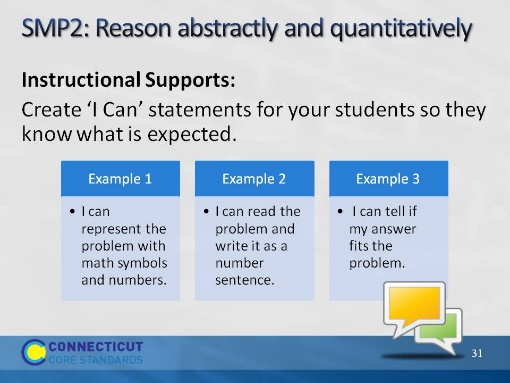 SMP2: Reason abstractly and quantitatively
Instructional Supports:
Create ‘I Can’ statements for your students so they
know what is expected.
Example 1
• I can
represent the
problem with
math symbols
and numbers.
Example 2
• I can read the
problem and
write it as a
number
sentence.
Example 3
• I can tell if
my answer
fits the
problem.
CONNECTICUT
CORE STANDARDS
31